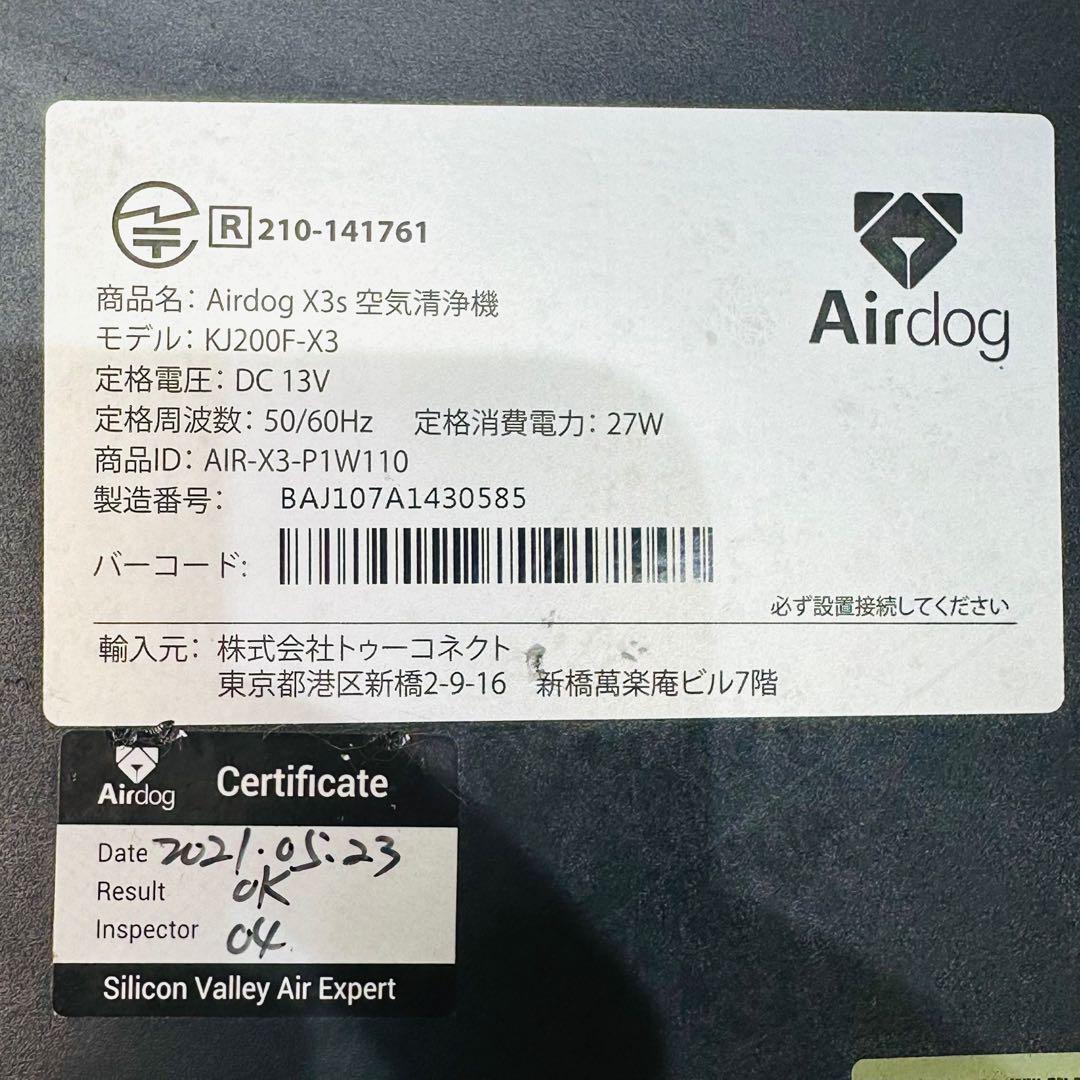 R 210-141761
Airdog
商品名: Airdog X3s 空気清浄機
モデル: KJ200F-X3
定格電圧: DC 13V
定格周波数: 50/60Hz 定格消費電力: 27W
商品ID: AIR-X3-P1W110
製造番号: BAJ107A1430585
バーコード:
必ず設置接続してください
輸入元: 株式会社トゥーコネクト
東京都港区新橋2-9-16 新橋萬楽庵ビル7階
Airdog Certificate
Date 2021.05.23
Result OK
Inspector 04
Silicon Valley Air Expert